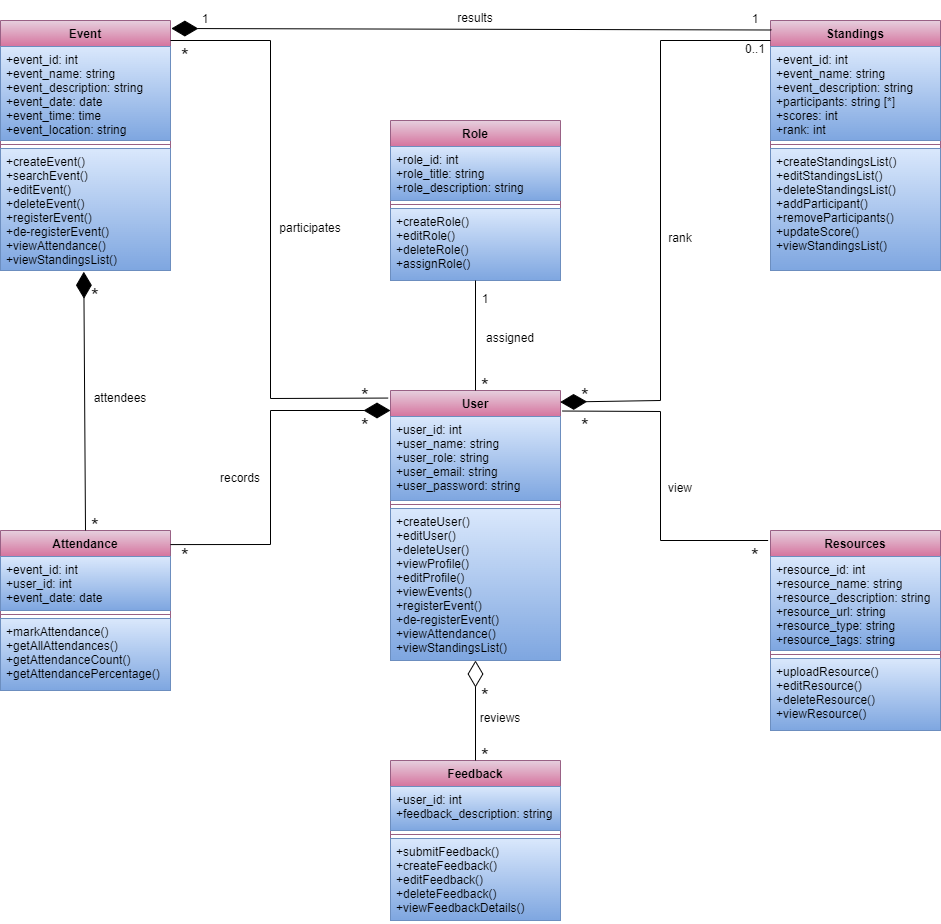 1
results
1
Event
+event_id: int
+event_name: string
+event_description: string
+event_date: date
+event_time: time
+event_location: string
+createEvent()
+searchEvent()
+editEvent()
+deleteEvent()
+registerEvent()
+de-registerEvent()
+viewAttendance()
+viewStandingsList()
*
*
participates
Role
+role_id: int
+role_title: string
+role_description: string
+createRole()
+editRole()
+deleteRole()
+assignRole()
1
assigned
*
0..1
Standings
+event_id: int
+event_name: string
+event_description: string
+participants: string [*]
+scores: int
+rank: int
+createStandingsList()
+editStandingsList()
+deleteStandingsList()
+addParticipant()
+removeParticipants()
+updateScore()
+viewStandingsList()
rank
attendees
*
*
*
records
*
*
*
view
*
User
+user_id: int
+user_name: string
+user_role: string
+user_email: string
+user_password: string
+createUser()
+editUser()
+deleteUser()
+viewProfile()
+editProfile()
+viewEvents()
+registerEvent()
+de-registerEvent()
+viewAttendance()
+viewStandingsList()
Attendance
+event_id: int
+user_id: int
+event_date: date
+markAttendance()
+getAllAttendances()
+getAttendanceCount()
+getAttendancePercentage()
Resources
+resource_id: int
+resource_name: string
+resource_description: string
+resource_url: string
+resource_type: string
+resource_tags: string
+uploadResource()
+editResource()
+deleteResource()
+viewResource()
*
reviews
*
Feedback
+user_id: int
+feedback_description: string
+submitFeedback()
+createFeedback()
+editFeedback()
+deleteFeedback()
+viewFeedbackDetails()